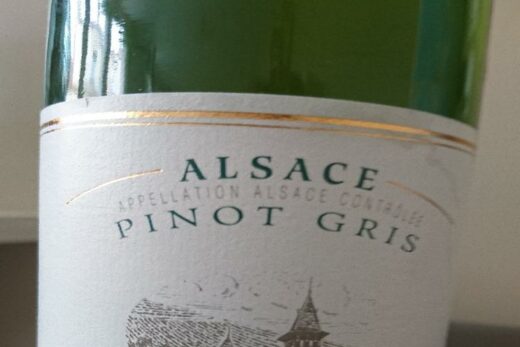 ALSACE
APPELLATION ALSACE CONTRÔLÉE
PINOT GRIS